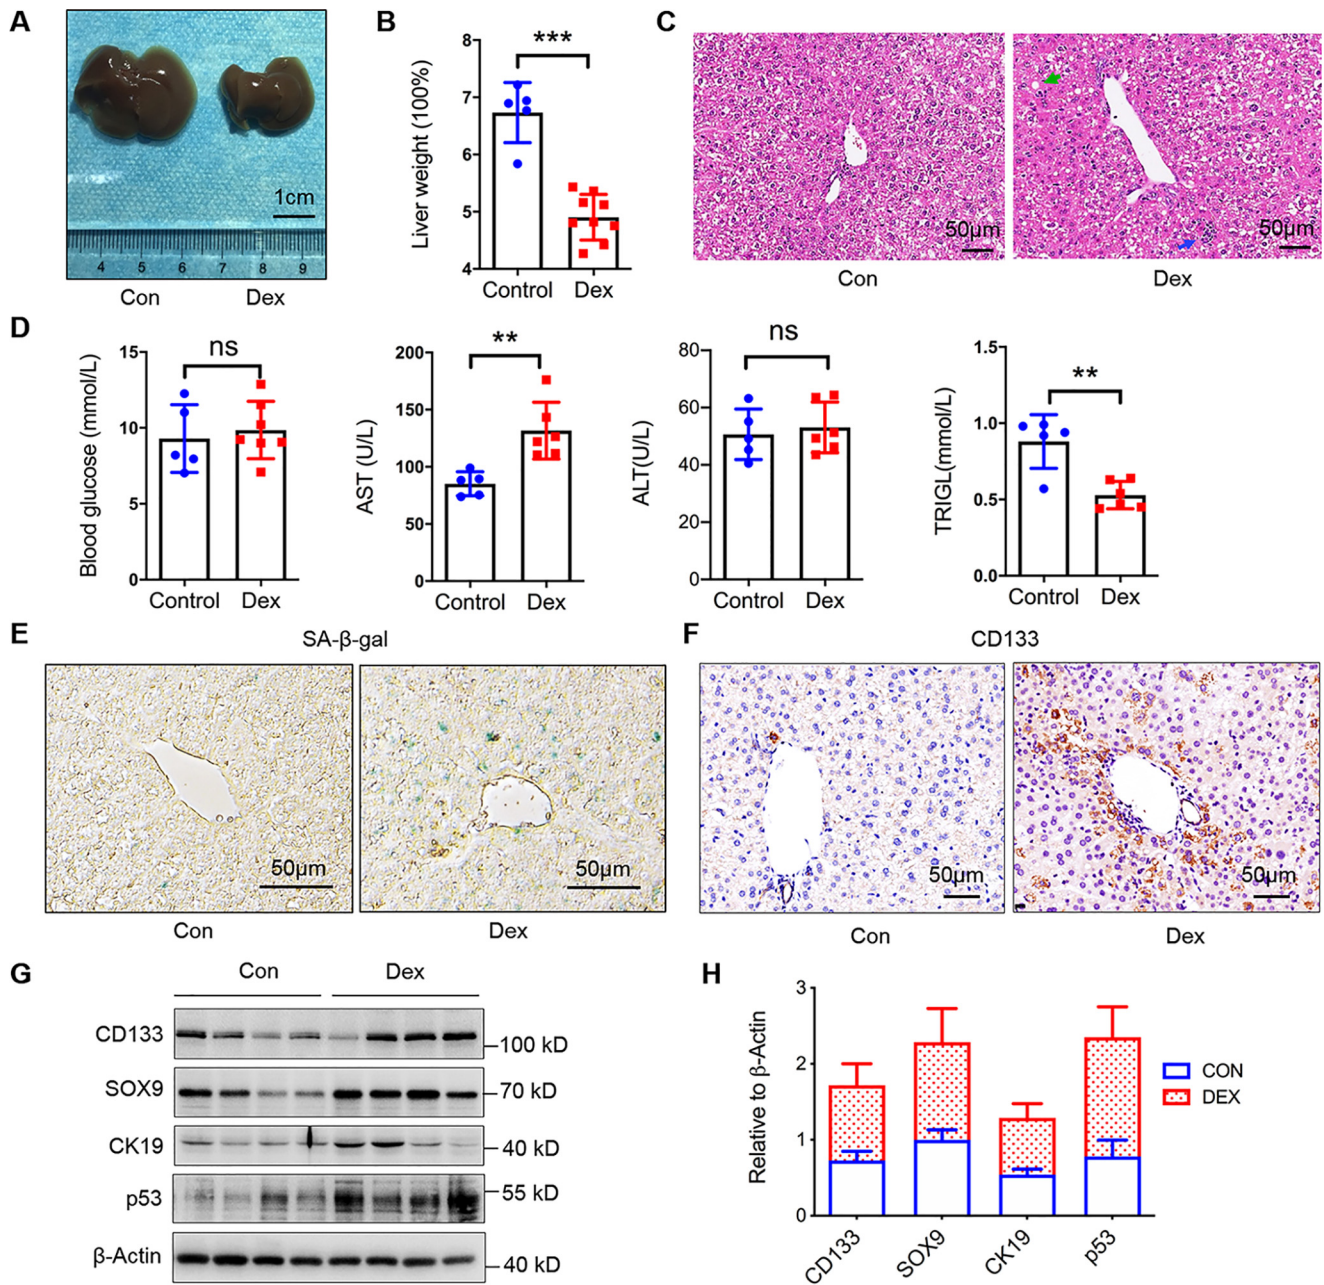 A
1cm
4 5 6 7 8 9
Con Dex
B
***
Liver weight (100%)
8
7
6
5
4
Control Dex
C
50μm
50μm
Con
Dex
D
Blood glucose (mmol/L)
ns
15
10
5
0
Control Dex
AST (U/L)
**
200
150
100
50
0
Control Dex
ALT(U/L)
ns
80
60
40
20
0
Control Dex
TRIGL(mmol/L)
**
1.5
1.0
0.5
0.0
Control Dex
E
SA-β-gal
50μm
50μm
Con
Dex
F
CD133
50μm
50μm
Con
Dex
G
Con Dex
CD133
100 kD
SOX9
70 kD
CK19
40 kD
p53
55 kD
β-Actin
40 kD
H
Relative to β-Actin
3
2
1
0
CD133
SOX9
CK19
p53
CON
DEX